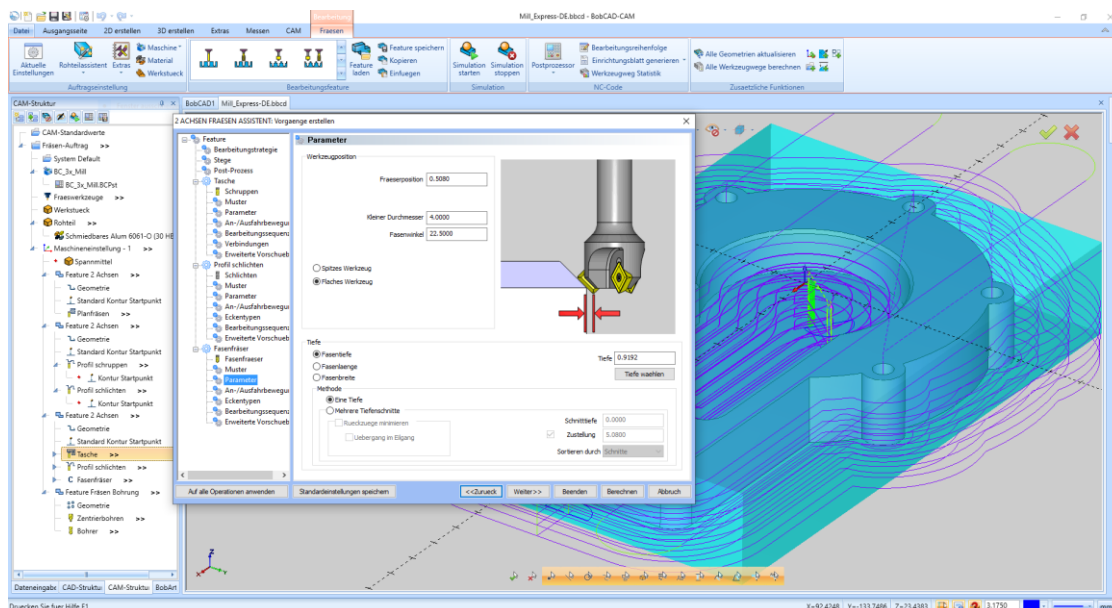 Bearbeitung
Mill_Express-DE.bbcd - BobCAD-CAM
Datei Ausgangsseite 2D erstellen 3D erstellen Extras Messen CAM Fraesen
Aktuelle Einstellungen
Rohteilassistent
Extras
Maschine
Material
Werkstueck
Feature laden
Feature speichern
Kopieren
Einfuegen
Simulation starten
Simulation stoppen
Postprozessor
Bearbeitungsreihenfolge
Einrichtungsblatt generieren
Werkzeugweg Statistik
Alle Geometrien aktualisieren
Alle Werkzeugwege berechnen
Auftragseinstellung Bearbeitungsfeature Simulation NC-Code Zusaetzliche Funktionen
CAM-Struktur
BobCAD1 Mill_Express-DE.bbcd
CAM-Standardwerte
Fräsen-Auftrag >>
System Default
BC_3x_Mill
BC_3x_Mill.BCPst
Fraeswerkzeuge >>
Werkstueck
Rohteil >>
Schmiedbares Alum 6061-O (30 HE
Maschineneinstellung - 1 >>
Spannmittel
Feature 2 Achsen >>
Geometrie
Standard Kontur Startpunkt
Planfräsen >>
Feature 2 Achsen >>
Geometrie
Standard Kontur Startpunkt
Profil schruppen >>
Kontur Startpunkt
Profil schlichten >>
Kontur Startpunkt
Feature 2 Achsen >>
Geometrie
Standard Kontur Startpunkt
Tasche >>
Profil schlichten >>
Fasenfräser >>
Feature Fräsen Bohrung >>
Geometrie
Zentrierbohren >>
Bohrer >>
Dateneingabe CAD-Struktur CAM-Struktur BobArt
2 ACHSEN FRAESEN ASSISTENT: Vorgaenge erstellen
Feature
Bearbeitungstrategie
Stege
Post-Prozess
Tasche
Schruppen
Muster
Parameter
An-/Ausfahrbewegu
Bearbeitungssequenz
Verbindungen
Erweiterte Vorschueb
Profil schlichten
Schlichten
Muster
Parameter
An-/Ausfahrbewegu
Eckentypen
Bearbeitungssequenz
Erweiterte Vorschueb
Fasenfräser
Fasenfraeser
Muster
Parameter
An-/Ausfahrbewegu
Eckentypen
Bearbeitungssequenz
Erweiterte Vorschueb
Parameter
Werkzeugposition
Fraeserposition 0.5080
Kleiner Durchmesser 4.0000
Fasenwinkel 22.5000
Spitzes Werkzeug
Flaches Werkzeug
Tiefe
Fasentiefe
Fasenlaenge
Fasenbreite
Tiefe 0.9192
Tiefe waehlen
Methode
Eine Tiefe
Mehrere Tiefenschnitte
Rueckzuege minimieren
Uebergang im Eilgang
Schnitttiefe 0.0000
Zustellung 5.0800
Sortieren durch Schnitte
Auf alle Operationen anwenden Standardeinstellungen speichern <<Zurueck Weiter>> Beenden Berechnen Abbruch
Druecken Sie fuer Hilfe F1
X=92.4248 Y=-133.7486 Z=23.4383 3.1750